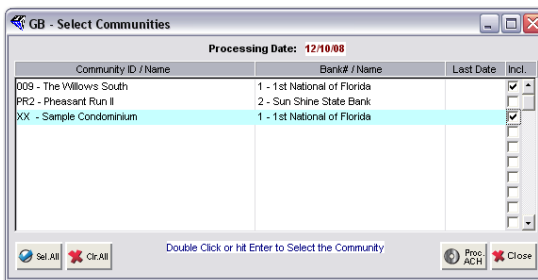 GB - Select Communities
Processing Date: 12/10/08
Community ID / Name Bank# / Name Last Date Incl.
009 - The Willows South 1 - 1st National of Florida
PR2 - Pheasant Run II 2 - Sun Shine State Bank
XX - Sample Condominium 1 - 1st National of Florida
Sel.All Clr.All Double Click or hit Enter to Select the Community Proc. ACH Close